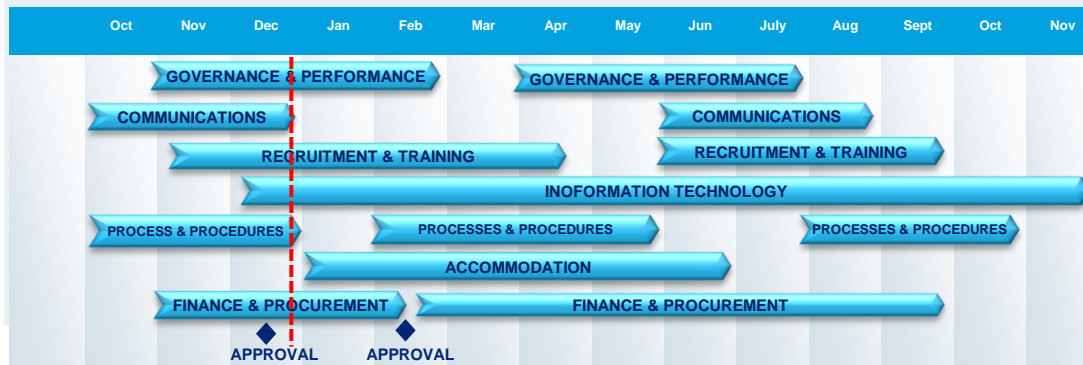 Oct Nov Dec Jan Feb Mar Apr May Jun July Aug Sept Oct Nov
GOVERNANCE & PERFORMANCE GOVERNANCE & PERFORMANCE
COMMUNICATIONS COMMUNICATIONS
RECRUITMENT & TRAINING RECRUITMENT & TRAINING
INOFORMATION TECHNOLOGY
PROCESS & PROCEDURES PROCESSES & PROCEDURES PROCESSES & PROCEDURES
ACCOMMODATION
FINANCE & PROCUREMENT FINANCE & PROCUREMENT
APPROVAL APPROVAL